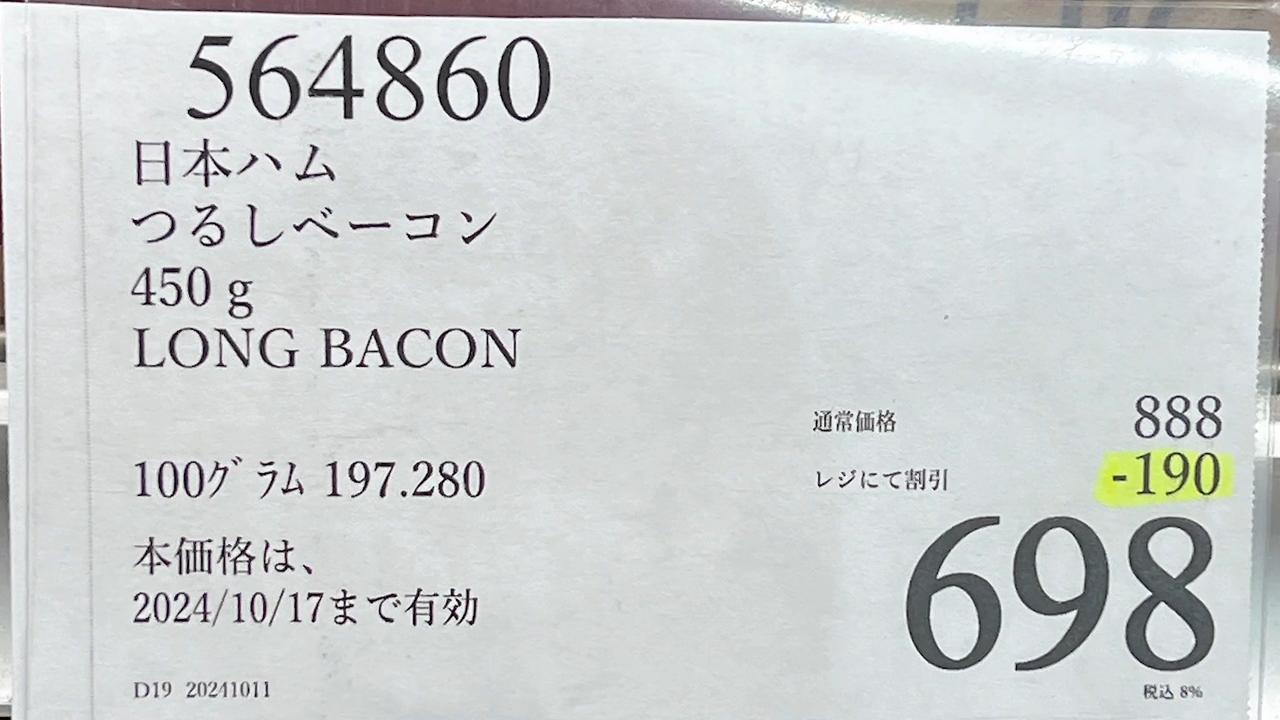 564860
日本ハム
つるしベーコン
450 g
LONG BACON
通常価格 888
レジにて割引 -190
100ｸﾞﾗﾑ 197.280
698
本価格は、
2024/10/17まで有効
D19 20241011
税込 8%